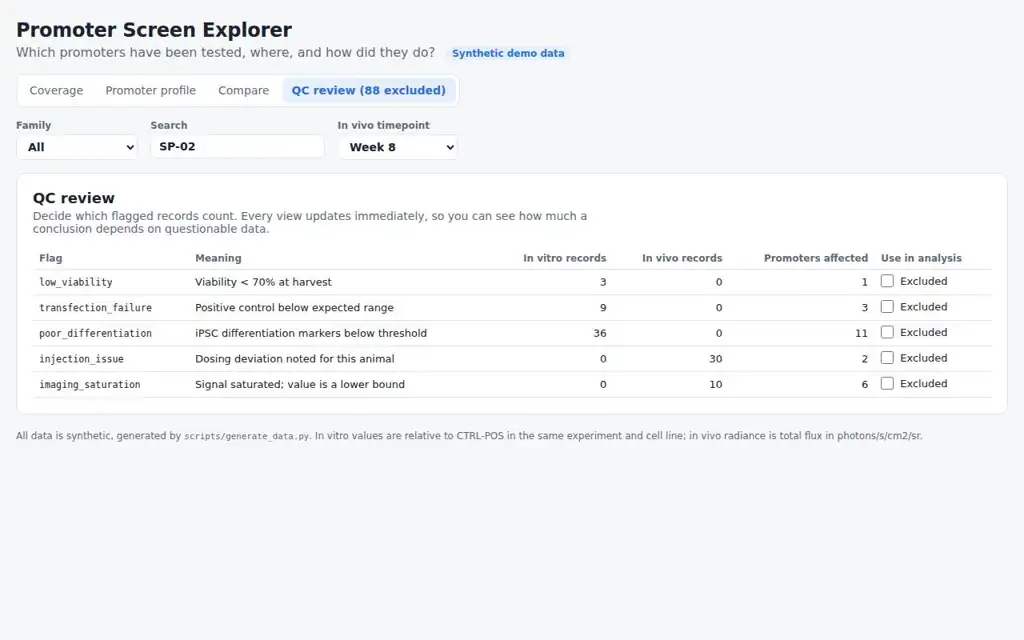 Promoter Screen Explorer
Which promoters have been tested, where, and how did they do? Synthetic demo data
Coverage Promoter profile Compare QC review (88 excluded)
Family Search In vivo timepoint
All SP-02 Week 8
QC review
Decide which flagged records count. Every view updates immediately, so you can see how much a
conclusion depends on questionable data.
Flag Meaning In vitro records In vivo records Promoters affected Use in analysis
low_viability Viability < 70% at harvest 3 0 1 Excluded
transfection_failure Positive control below expected range 9 0 3 Excluded
poor_differentiation iPSC differentiation markers below threshold 36 0 11 Excluded
injection_issue Dosing deviation noted for this animal 0 30 2 Excluded
imaging_saturation Signal saturated; value is a lower bound 0 10 6 Excluded
All data is synthetic, generated by scripts/generate_data.py. In vitro values are relative to CTRL-POS in the same experiment and cell line; in vivo radiance is total flux in photons/s/cm2/sr.